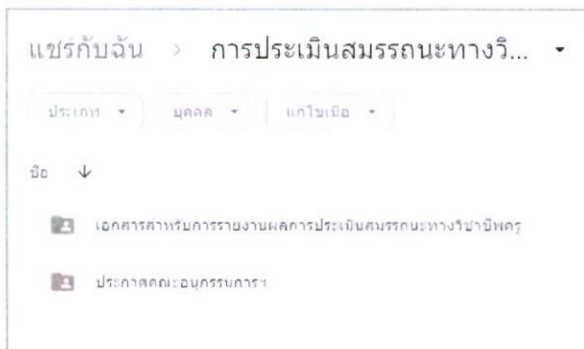 แชร์กับฉัน > การประเมินสมรรถนะทางวิ...
ประเภท บุคคล แก้ไขเมื่อ
ชื่อ ↓
เอกสารสำหรับการรายงานผลการประเมินสมรรถนะทางวิชาชีพครู
ประกาศคณะอนุกรรมการฯ